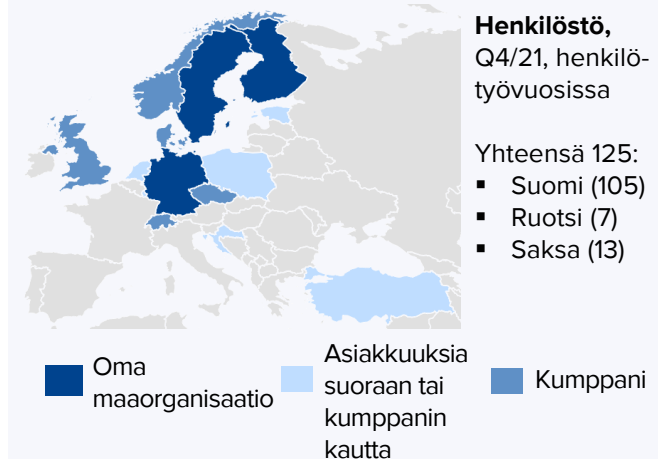 Henkilöstö,
Q4/21, henkilö-
työvuosissa
Yhteensä 125:
▪ Suomi (105)
▪ Ruotsi (7)
▪ Saksa (13)
Oma
maaorganisaatio
Asiakkuuksia
suoraan tai
kumppanin
kautta
Kumppani